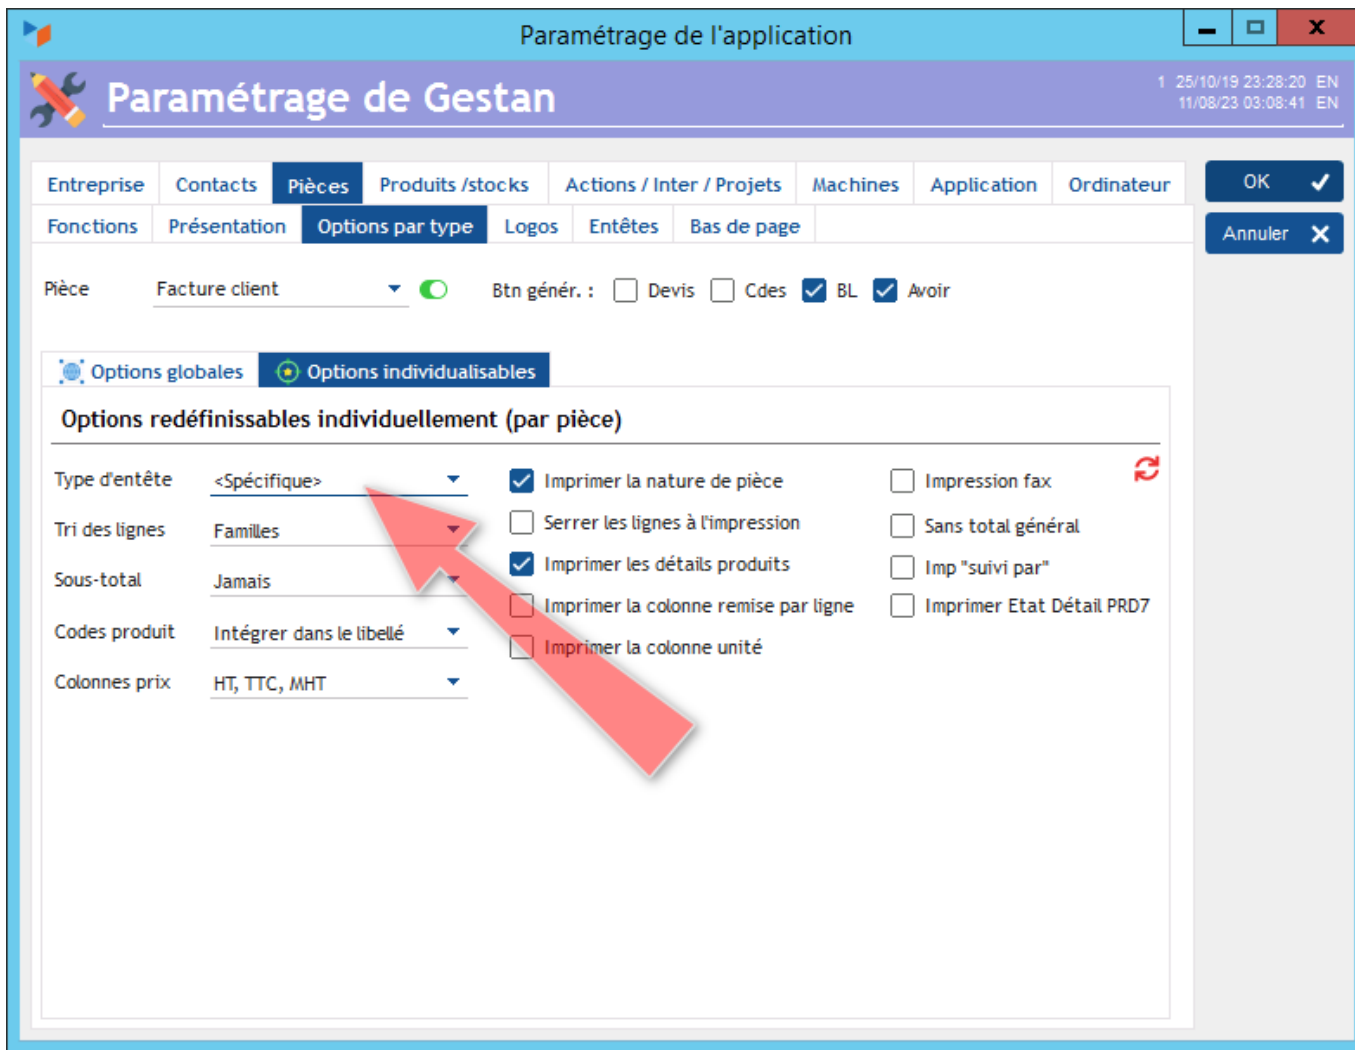 Paramétrage de l'application
Paramétrage de Gestan
1 25/10/19 23:28:20 EN
11/08/23 03:08:41 EN
Entreprise Contacts Pièces Produits /stocks Actions / Inter / Projets Machines Application Ordinateur
OK
Fonctions Présentation Options par type Logos Entêtes Bas de page
Annuler
Pièce Facture client Btn génér. : Devis Cdes BL Avoir
Options globales Options individualisables
Options redéfinissables individuellement (par pièce)
Type d'entête <Spécifique> Imprimer la nature de pièce Impression fax
Tri des lignes Familles Serrer les lignes à l'impression Sans total général
Sous-total Jamais Imprimer les détails produits Imp "suivi par"
Imprimer la colonne remise par ligne Imprimer Etat Détail PRD7
Codes produit Intégrer dans le libellé Imprimer la colonne unité
Colonnes prix HT, TTC, MHT